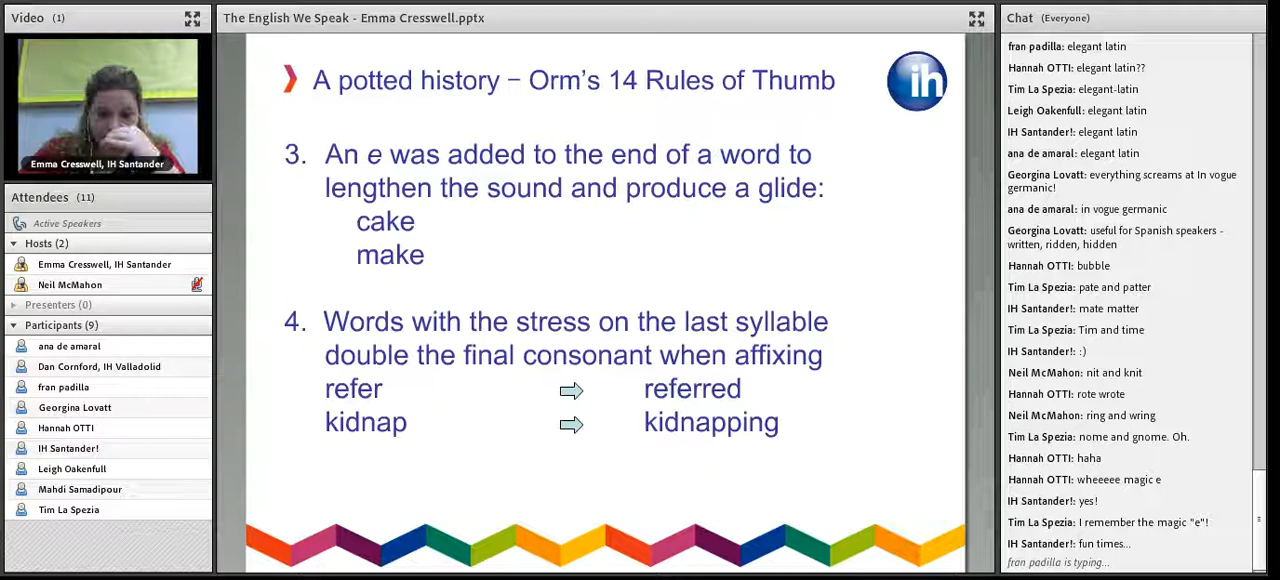 Video (1)
Emma Cresswell, IH Santander
Attendees (11)
Active Speakers
Hosts (2)
Emma Cresswell, IH Santander
Neil McMahon
Presenters (0)
Participants (9)
ana de amaral
Dan Cornford, IH Valladolid
fran padilla
Georgina Lovatt
Hannah OTTI
IH Santander!
Leigh Oakenfull
Mahdi Samadipour
Tim La Spezia
The English We Speak - Emma Cresswell.pptx
A potted history – Orm's 14 Rules of Thumb
ih
3. An e was added to the end of a word to
lengthen the sound and produce a glide:
cake
make
4. Words with the stress on the last syllable
double the final consonant when affixing
refer ⇨ referred
kidnap ⇨ kidnapping
Chat (Everyone)
fran padilla: elegant latin
Hannah OTTI: elegant latin??
Tim La Spezia: elegant-latin
Leigh Oakenfull: elegant latin
IH Santander!: elegant latin
ana de amaral: elegant latin
Georgina Lovatt: everything screams at In vogue
germanic!
ana de amaral: in vogue germanic
Georgina Lovatt: useful for Spanish speakers -
written, ridden, hidden
Hannah OTTI: bubble
Tim La Spezia: pate and patter
IH Santander!: mate matter
Tim La Spezia: Tim and time
IH Santander!: :)
Neil McMahon: nit and knit
Hannah OTTI: rote wrote
Neil McMahon: ring and wring
Tim La Spezia: nome and gnome. Oh.
Hannah OTTI: haha
Hannah OTTI: wheeeee magic e
IH Santander!: yes!
Tim La Spezia: I remember the magic "e"!
IH Santander!: fun times...
fran padilla is typing...